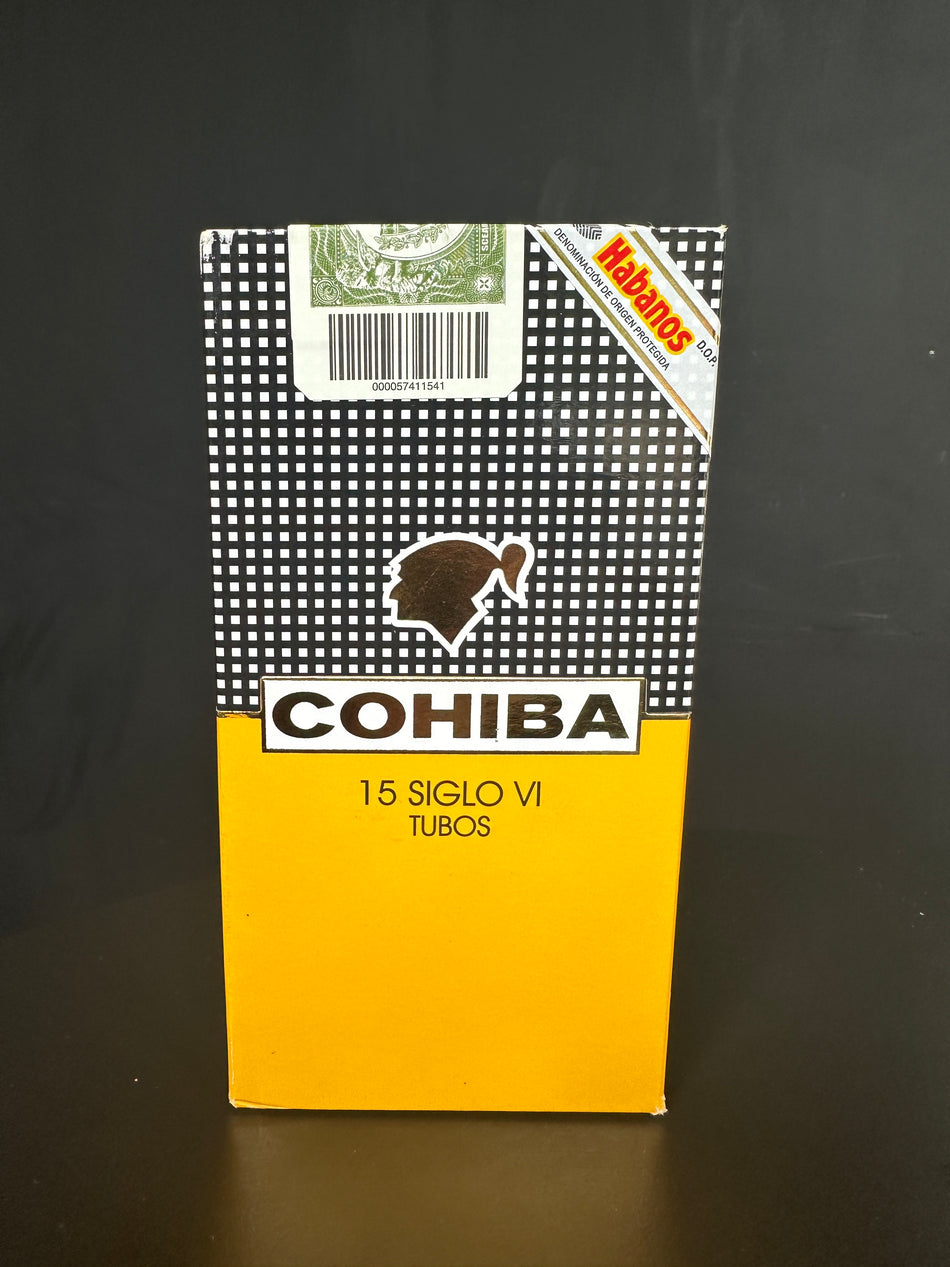 000057411541
DENOMINACIÓN DE ORIGEN PROTEGIDA
Habanos
D.O.P.
COHIBA
15 SIGLO VI
TUBOS